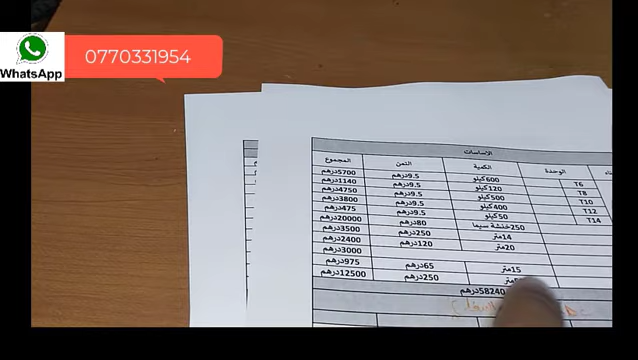 0770331954
WhatsApp
الاساسات
الوحدة الكمية الثمن المجموع
T6 600كيلو 9.5درهم 5700درهم
T8 120كيلو 9.5درهم 1140درهم
T10 500كيلو 9.5درهم 4750درهم
T12 400كيلو 9.5درهم 3800درهم
T14 50كيلو 9.5درهم 475درهم
250خنشة سيما 80درهم 20000درهم
14متر 250درهم 3500درهم
20متر 120درهم 2400درهم
3000درهم
15متر 65درهم 975درهم
250درهم 12500درهم
58240درهم